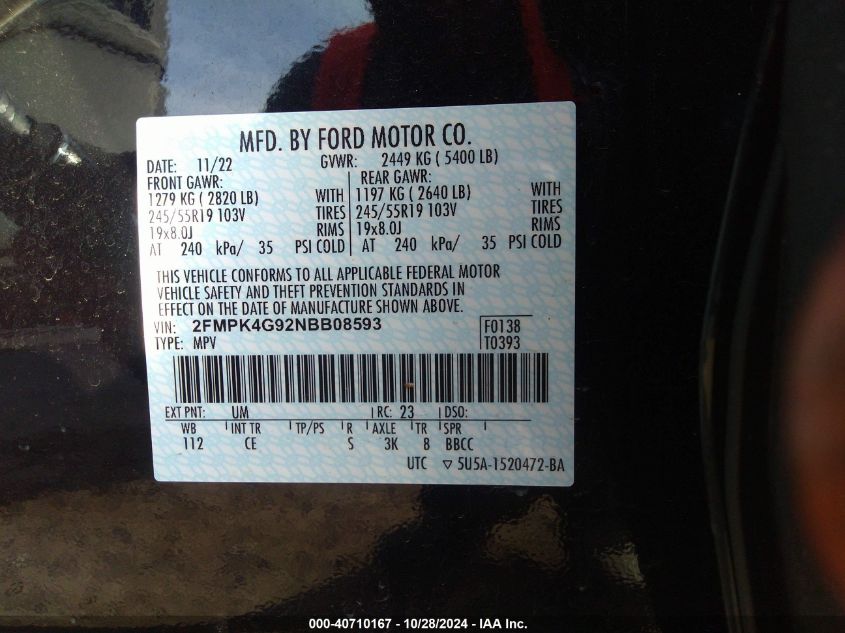 MFD. BY FORD MOTOR CO.
DATE: 11/22 GVWR: 2449 KG ( 5400 LB)
FRONT GAWR: REAR GAWR:
1279 KG ( 2820 LB) WITH 1197 KG ( 2640 LB) WITH
245/55R19 103V TIRES 245/55R19 103V TIRES
19x8.0J RIMS 19x8.0J RIMS
AT 240 kPa/ 35 PSI COLD AT 240 kPa/ 35 PSI COLD
THIS VEHICLE CONFORMS TO ALL APPLICABLE FEDERAL MOTOR
VEHICLE SAFETY AND THEFT PREVENTION STANDARDS IN
EFFECT ON THE DATE OF MANUFACTURE SHOWN ABOVE.
VIN: 2FMPK4G92NBB08593 F0138
TYPE: MPV T0393
EXT PNT: UM RC: 23 DSO:
WB INT TR TP/PS R AXLE TR SPR
112 CE S 3K 8 BBCC
UTC ▽ 5U5A-1520472-BA
000-40710167 - 10/28/2024 - IAA Inc.